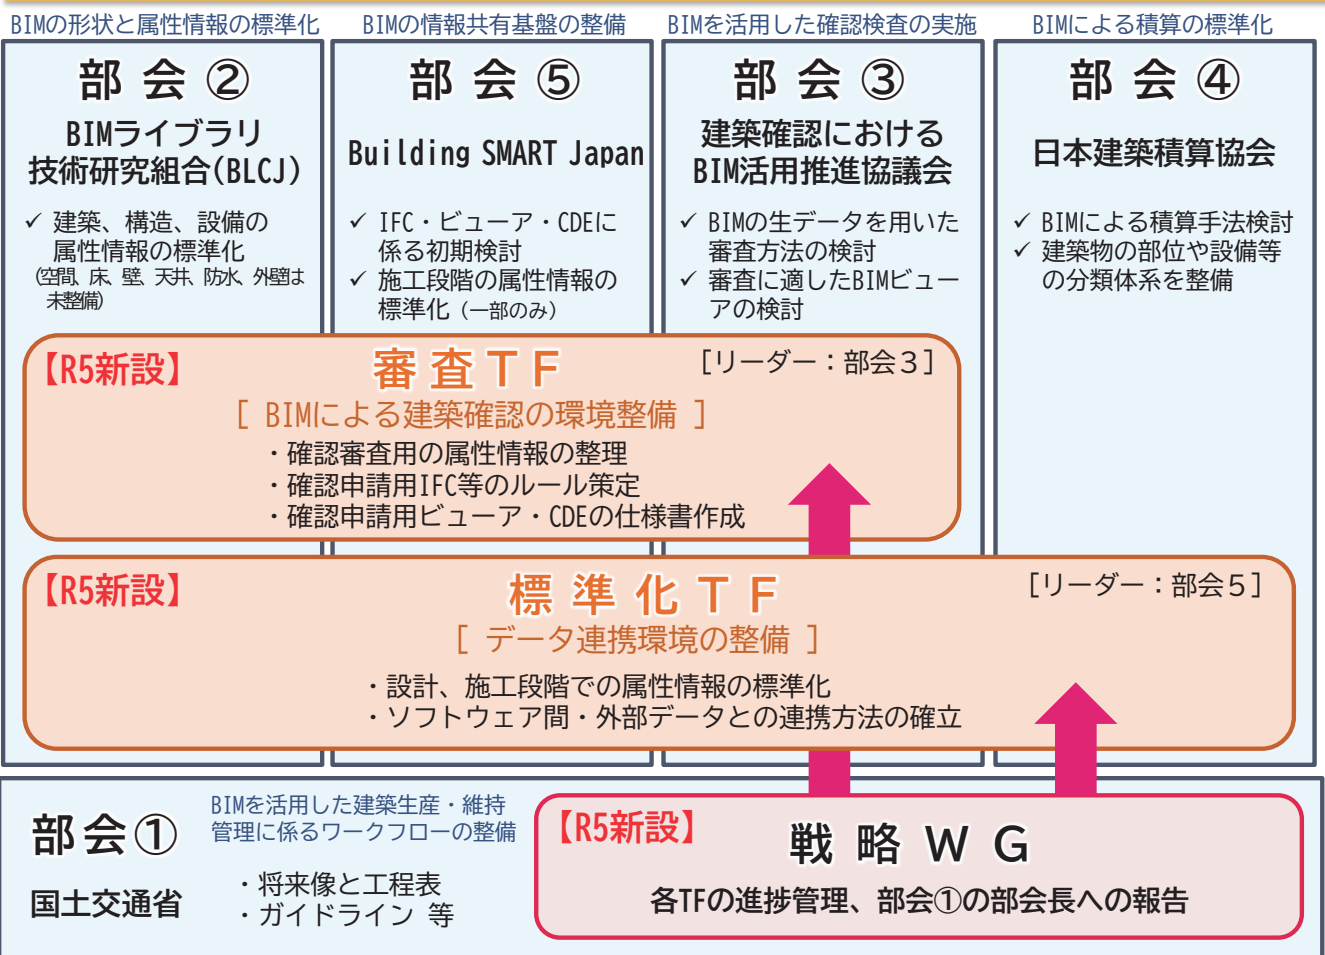 BIMの形状と属性情報の標準化
部会②
BIMライブラリ
技術研究組合(BLCJ)
✓ 建築、構造、設備の
属性情報の標準化
(空間、床、壁、天井、防水、外壁は
未整備)
BIMの情報共有基盤の整備
部会⑤
Building SMART Japan
✓ IFC・ビューア・CDEに
係る初期検討
✓ 施工段階の属性情報の
標準化（一部のみ）
BIMを活用した確認検査の実施
部会③
建築確認における
BIM活用推進協議会
✓ BIMの生データを用いた
審査方法の検討
✓ 審査に適したBIMビュー
アの検討
BIMによる積算の標準化
部会④
日本建築積算協会
✓ BIMによる積算手法検討
✓ 建築物の部位や設備等
の分類体系を整備
【R5新設】
審査ＴＦ
［リーダー：部会３］
［ BIMによる建築確認の環境整備 ］
・確認審査用の属性情報の整理
・確認申請用IFC等のルール策定
・確認申請用ビューア・CDEの仕様書作成
【R5新設】
標準化ＴＦ
［リーダー：部会５］
［ データ連携環境の整備 ］
・設計、施工段階での属性情報の標準化
・ソフトウェア間・外部データとの連携方法の確立
部会①
国土交通省
BIMを活用した建築生産・維持
管理に係るワークフローの整備
・将来像と工程表
・ガイドライン 等
【R5新設】
戦略ＷＧ
各TFの進捗管理、部会①の部会長への報告